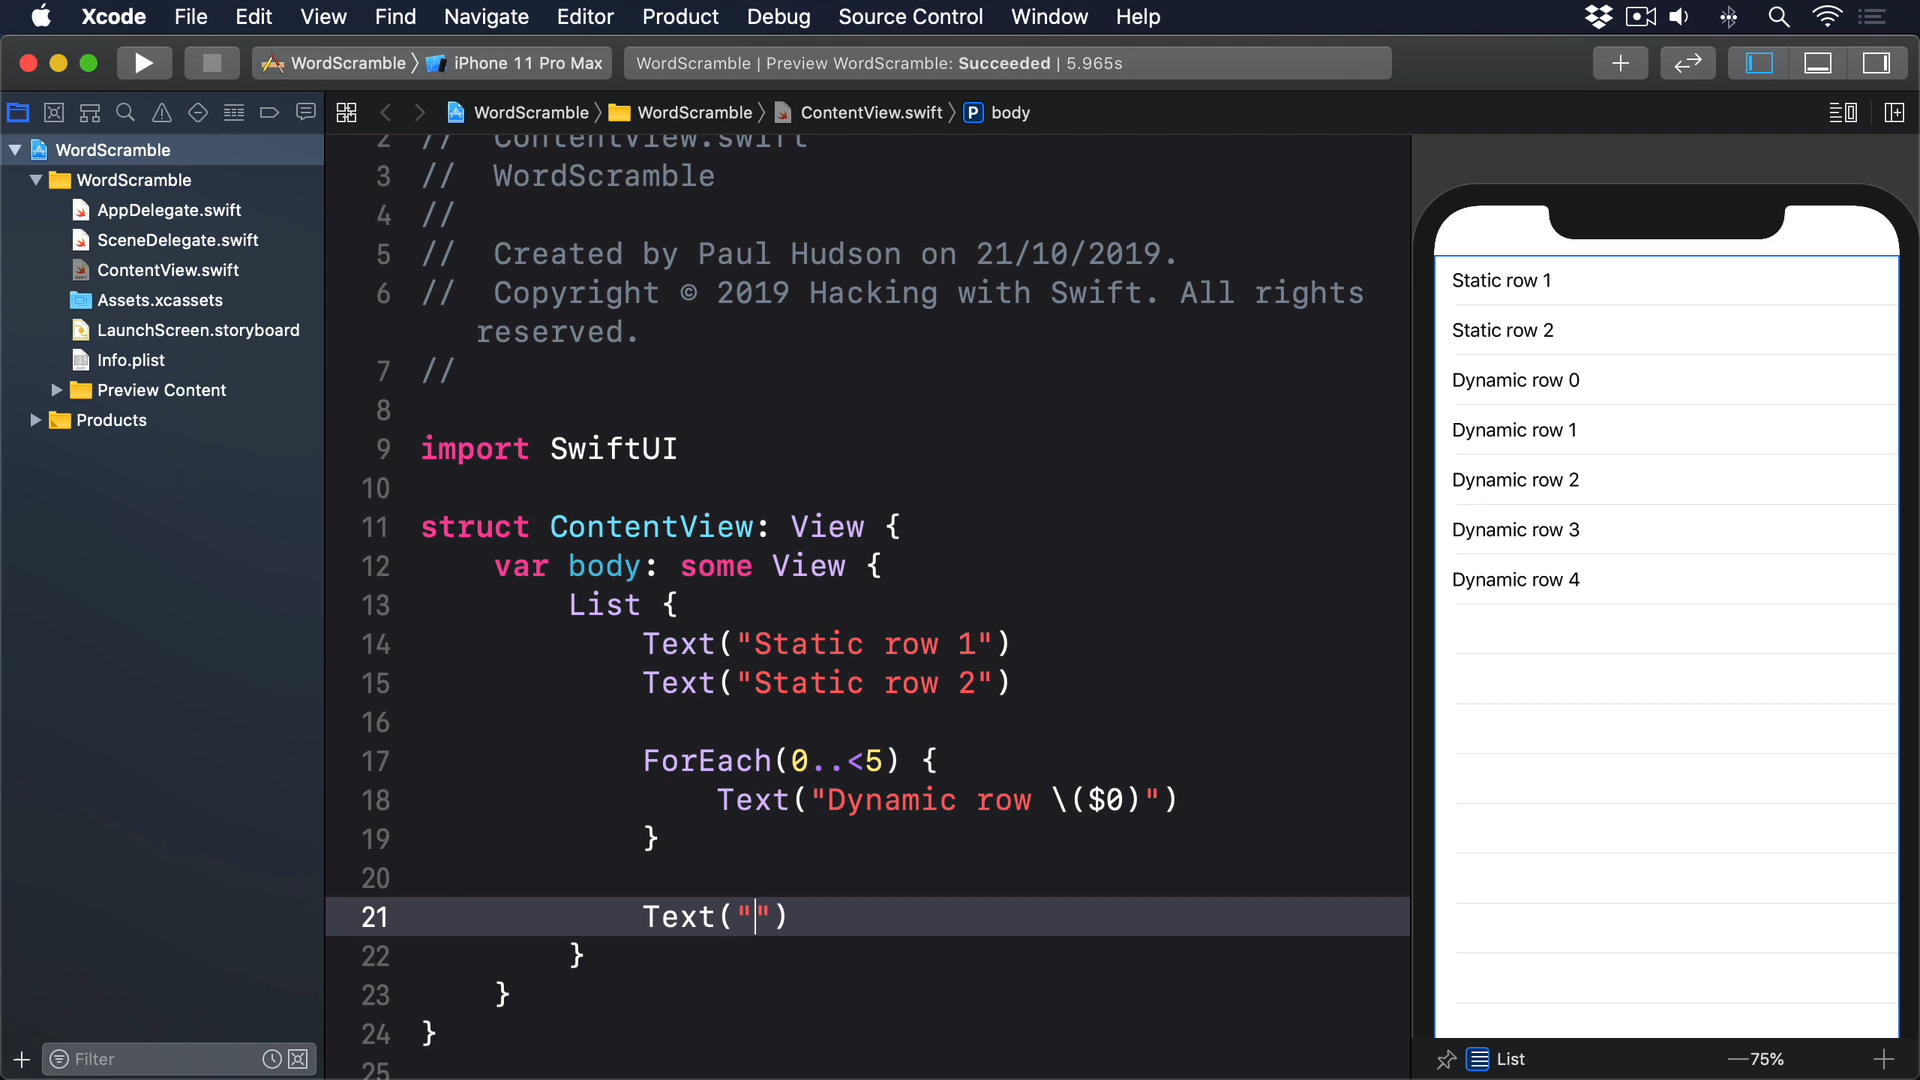 Xcode File Edit View Find Navigate Editor Product Debug Source Control Window Help
WordScramble 〉 iPhone 11 Pro Max
WordScramble | Preview WordScramble: Succeeded | 5.965s
WordScramble 〉 WordScramble 〉 ContentView.swift 〉 P body
WordScramble
WordScramble
AppDelegate.swift
SceneDelegate.swift
ContentView.swift
Assets.xcassets
LaunchScreen.storyboard
Info.plist
Preview Content
Products
Filter
2 // ContentView.swift
3 // WordScramble
4 //
5 // Created by Paul Hudson on 21/10/2019.
6 // Copyright © 2019 Hacking with Swift. All rights
reserved.
7 //
8
9 import SwiftUI
10
11 struct ContentView: View {
12 var body: some View {
13 List {
14 Text("Static row 1")
15 Text("Static row 2")
16
17 ForEach(0..<5) {
18 Text("Dynamic row \($0)")
19 }
20
21 Text("")
22 }
23 }
24 }
25
Static row 1
Static row 2
Dynamic row 0
Dynamic row 1
Dynamic row 2
Dynamic row 3
Dynamic row 4
List
75%